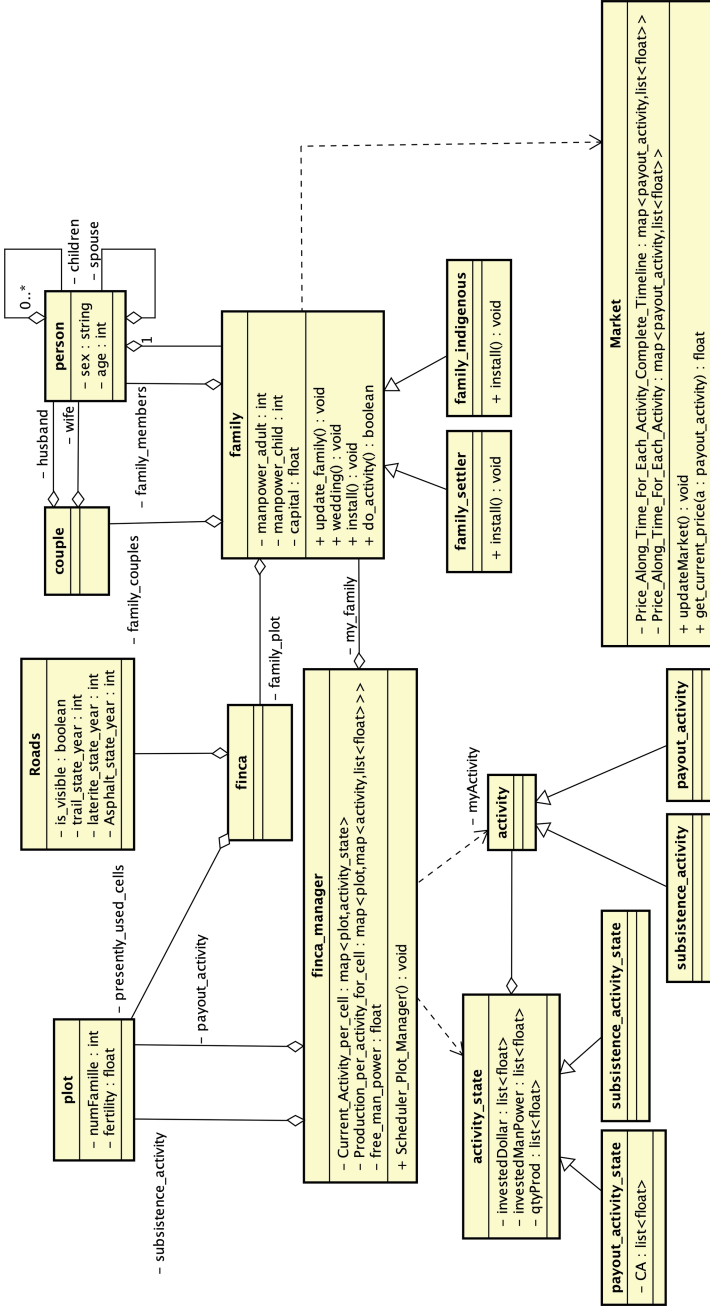 plot
– numFamille : int
– fertility : float
– subsistence_activity
– payout_activity
– presently_used_cells
Roads
– is_visible : boolean
– trail_state_year : int
– laterite_state_year : int
– Asphalt_state_year : int
couple
– family_couples
– husband
– wife
person
– sex : string
– age : int
0..*
– children
– spouse
1
– family_members
finca
– family_plot
family
– manpower_adult : int
– manpower_child : int
– capital : float
+ update_family() : void
+ wedding() : void
+ install() : void
+ do_activity() : boolean
– my_family
finca_manager
– Current_Activity_per_cell : map<plot,activity_state>
– Production_per_activity_for_cell : map<plot,map<activity,list<float>>>
– free_man_power : float
+ Scheduler_Plot_Manager() : void
family_settler
+ install() : void
family_indigenous
+ install() : void
– myActivity
activity_state
– investedDollar : list<float>
– investedManPower : list<float>
– qtyProd : list<float>
activity
payout_activity_state
– CA : list<float>
subsistence_activity_state
subsistence_activity
payout_activity
Market
– Price_Along_Time_For_Each_Activity_Complete_Timeline : map<payout_activity,list<float>>
– Price_Along_Time_For_Each_Activity : map<payout_activity,list<float>>
+ updateMarket() : void
+ get_current_price(a : payout_activity) : float